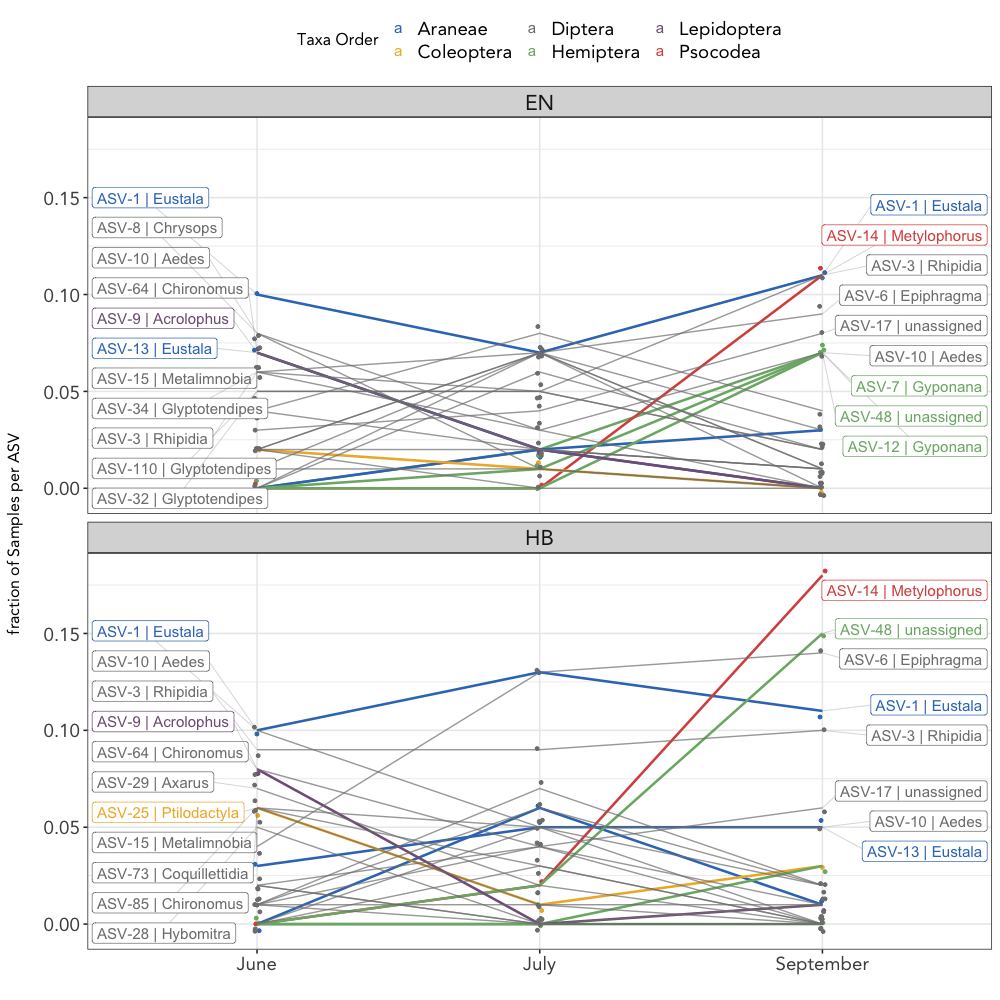 Taxa Order
a Araneae a Diptera a Lepidoptera
a Coleoptera a Hemiptera a Psocodea
EN
fraction of Samples per ASV
0.15
0.10
0.05
0.00
ASV-1 | Eustala
ASV-8 | Chrysops
ASV-10 | Aedes
ASV-64 | Chironomus
ASV-9 | Acrolophus
ASV-13 | Eustala
ASV-15 | Metalimnobia
ASV-34 | Glyptotendipes
ASV-3 | Rhipidia
ASV-110 | Glyptotendipes
ASV-32 | Glyptotendipes
ASV-1 | Eustala
ASV-14 | Metylophorus
ASV-3 | Rhipidia
ASV-6 | Epiphragma
ASV-17 | unassigned
ASV-10 | Aedes
ASV-7 | Gyponana
ASV-48 | unassigned
ASV-12 | Gyponana
HB
0.15
0.10
0.05
0.00
ASV-1 | Eustala
ASV-10 | Aedes
ASV-3 | Rhipidia
ASV-9 | Acrolophus
ASV-64 | Chironomus
ASV-29 | Axarus
ASV-25 | Ptilodactyla
ASV-15 | Metalimnobia
ASV-73 | Coquillettidia
ASV-85 | Chironomus
ASV-28 | Hybomitra
ASV-14 | Metylophorus
ASV-48 | unassigned
ASV-6 | Epiphragma
ASV-1 | Eustala
ASV-3 | Rhipidia
ASV-17 | unassigned
ASV-10 | Aedes
ASV-13 | Eustala
June July September